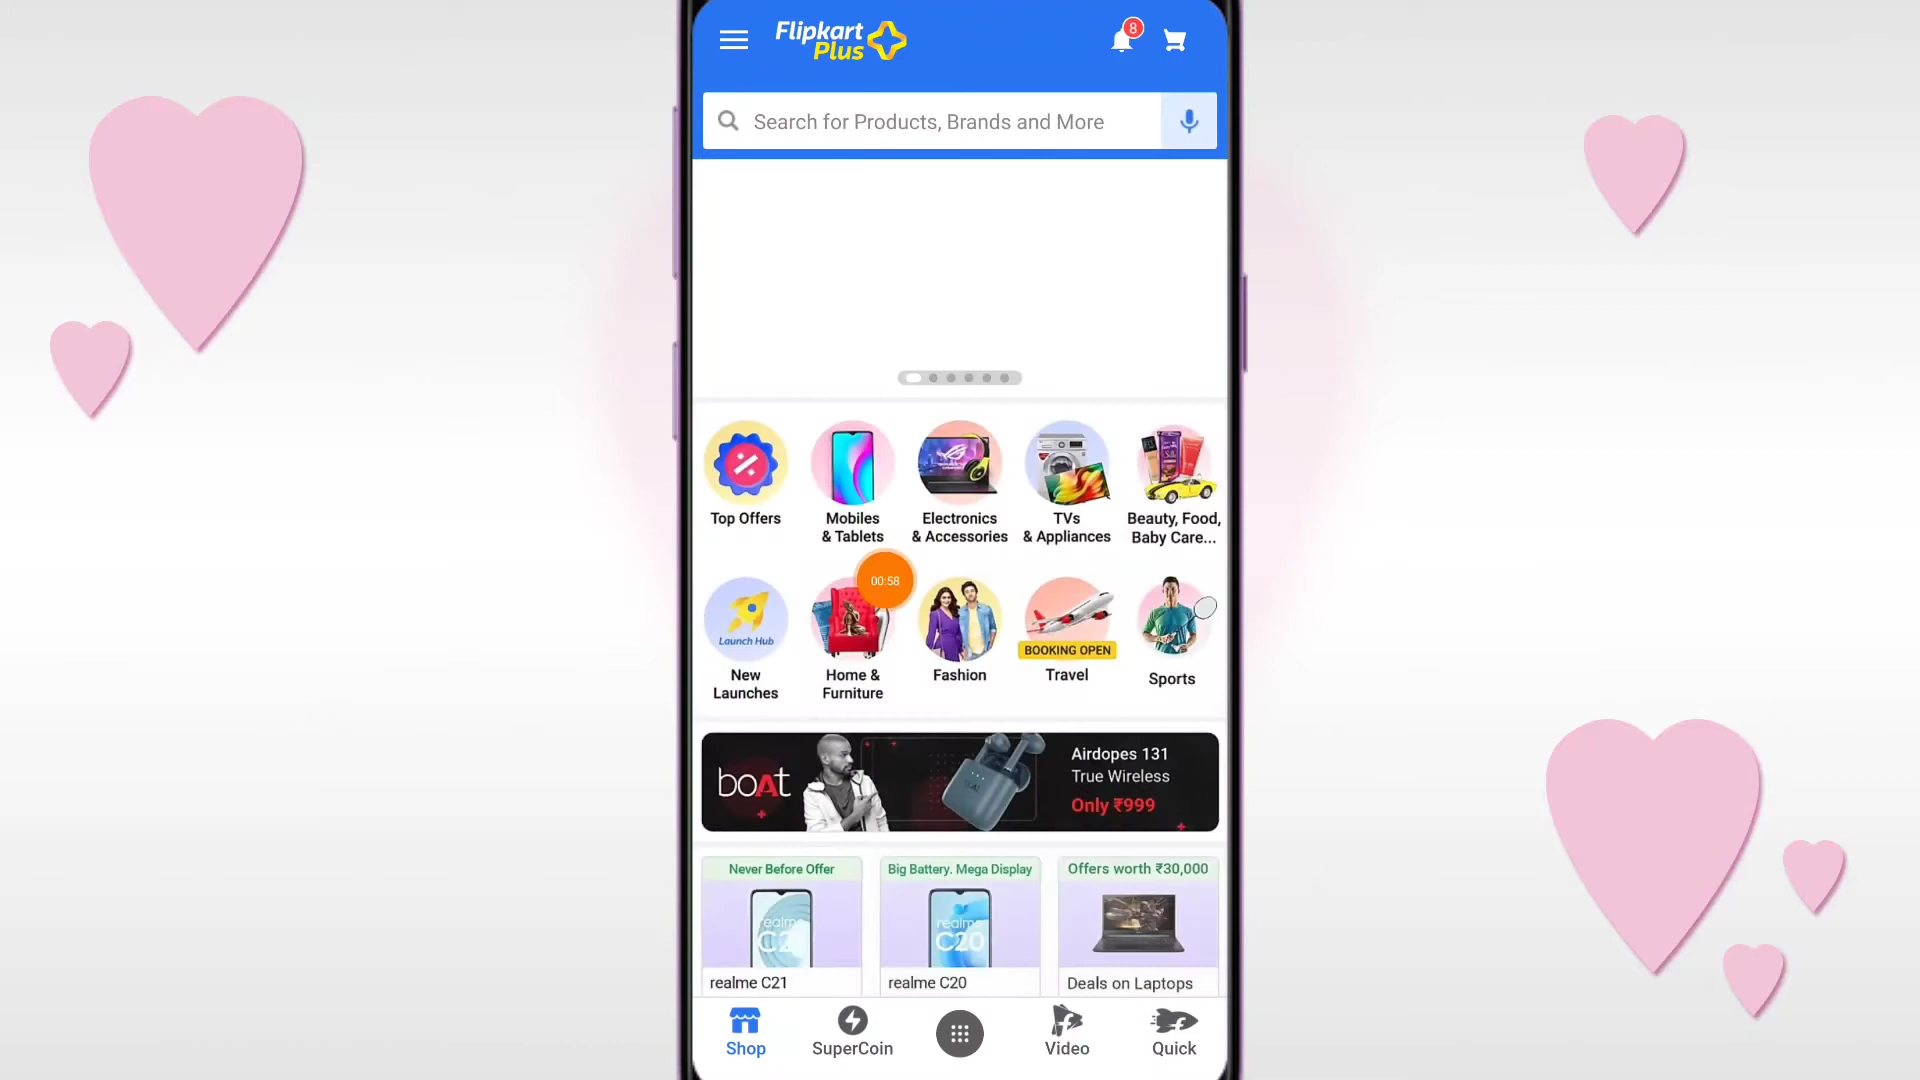 Flipkart
Plus
8
Search for Products, Brands and More
Top Offers
Mobiles
& Tablets
Electronics
& Accessories
TVs
& Appliances
Beauty, Food,
Baby Care...
00:58
Launch Hub
BOOKING OPEN
New
Launches
Home &
Furniture
Fashion
Travel
Sports
boAt
Airdopes 131
True Wireless
Only ₹999
Never Before Offer
Big Battery. Mega Display
Offers worth ₹30,000
realme
realme
C20
realme C21
realme C20
Deals on Laptops
Shop
SuperCoin
Video
Quick